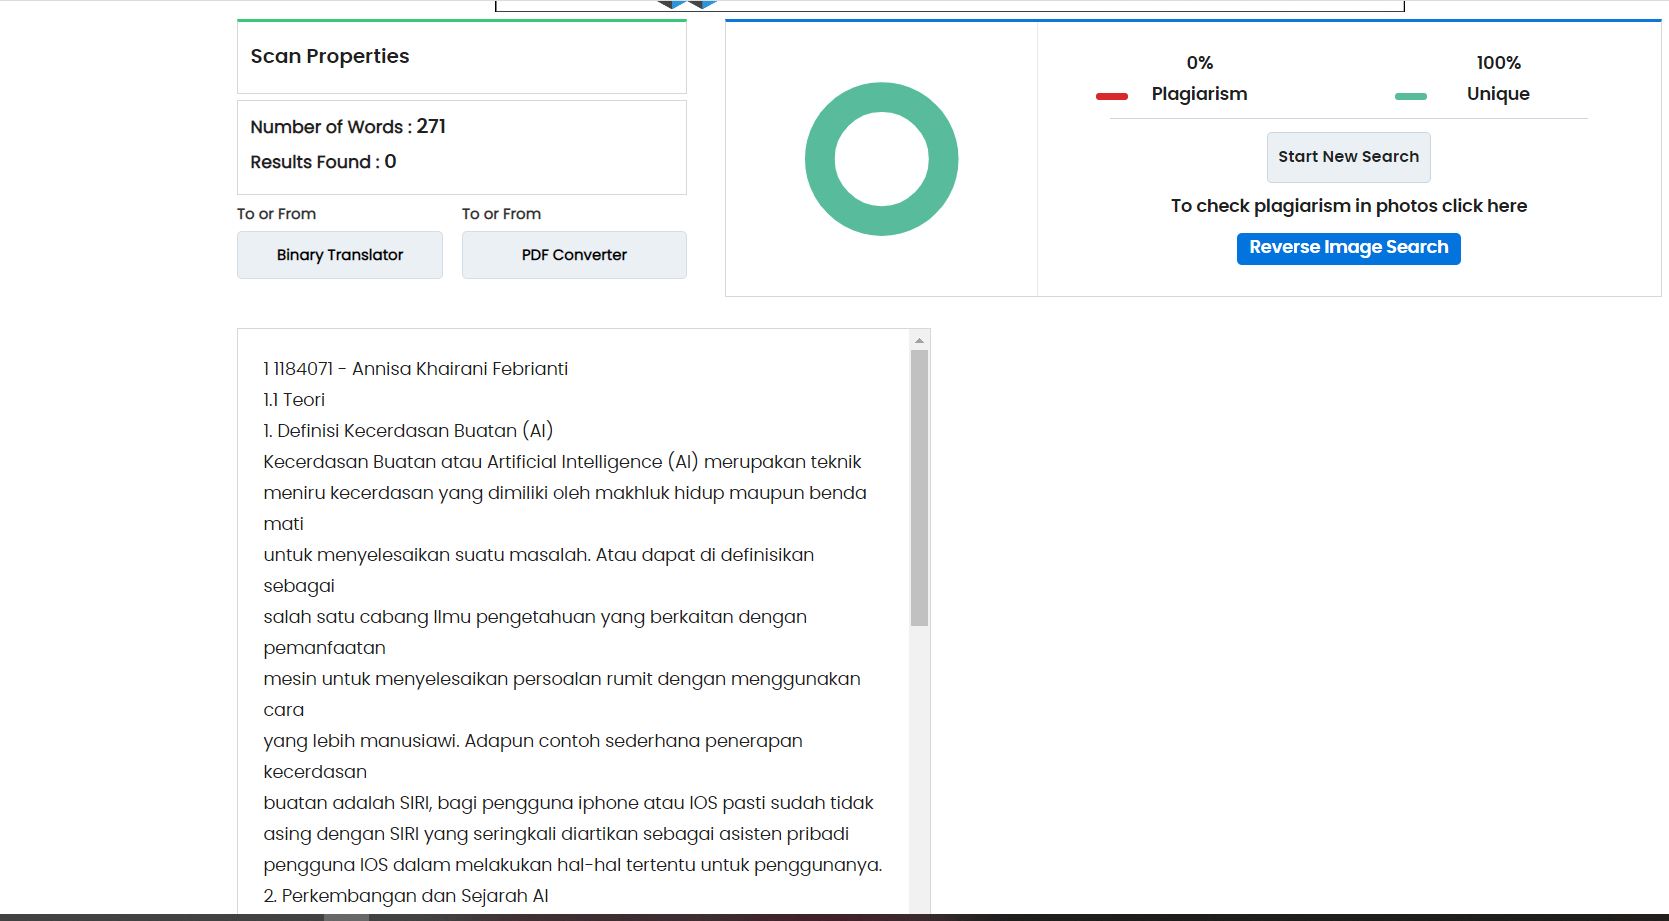 Scan Properties
Number of Words : 271
Results Found : 0
To or From
Binary Translator
To or From
PDF Converter
0%
Plagiarism
100%
Unique
Start New Search
To check plagiarism in photos click here
Reverse Image Search
1 1184071 - Annisa Khairani Febrianti
1.1 Teori
1. Definisi Kecerdasan Buatan (AI)
Kecerdasan Buatan atau Artificial Intelligence (AI) merupakan teknik
meniru kecerdasan yang dimiliki oleh makhluk hidup maupun benda
mati
untuk menyelesaikan suatu masalah. Atau dapat di definisikan
sebagai
salah satu cabang Ilmu pengetahuan yang berkaitan dengan
pemanfaatan
mesin untuk menyelesaikan persoalan rumit dengan menggunakan
cara
yang lebih manusiawi. Adapun contoh sederhana penerapan
kecerdasan
buatan adalah SIRI, bagi pengguna iphone atau IOS pasti sudah tidak
asing dengan SIRI yang seringkali diartikan sebagai asisten pribadi
pengguna IOS dalam melakukan hal-hal tertentu untuk penggunanya.
2. Perkembangan dan Sejarah AI